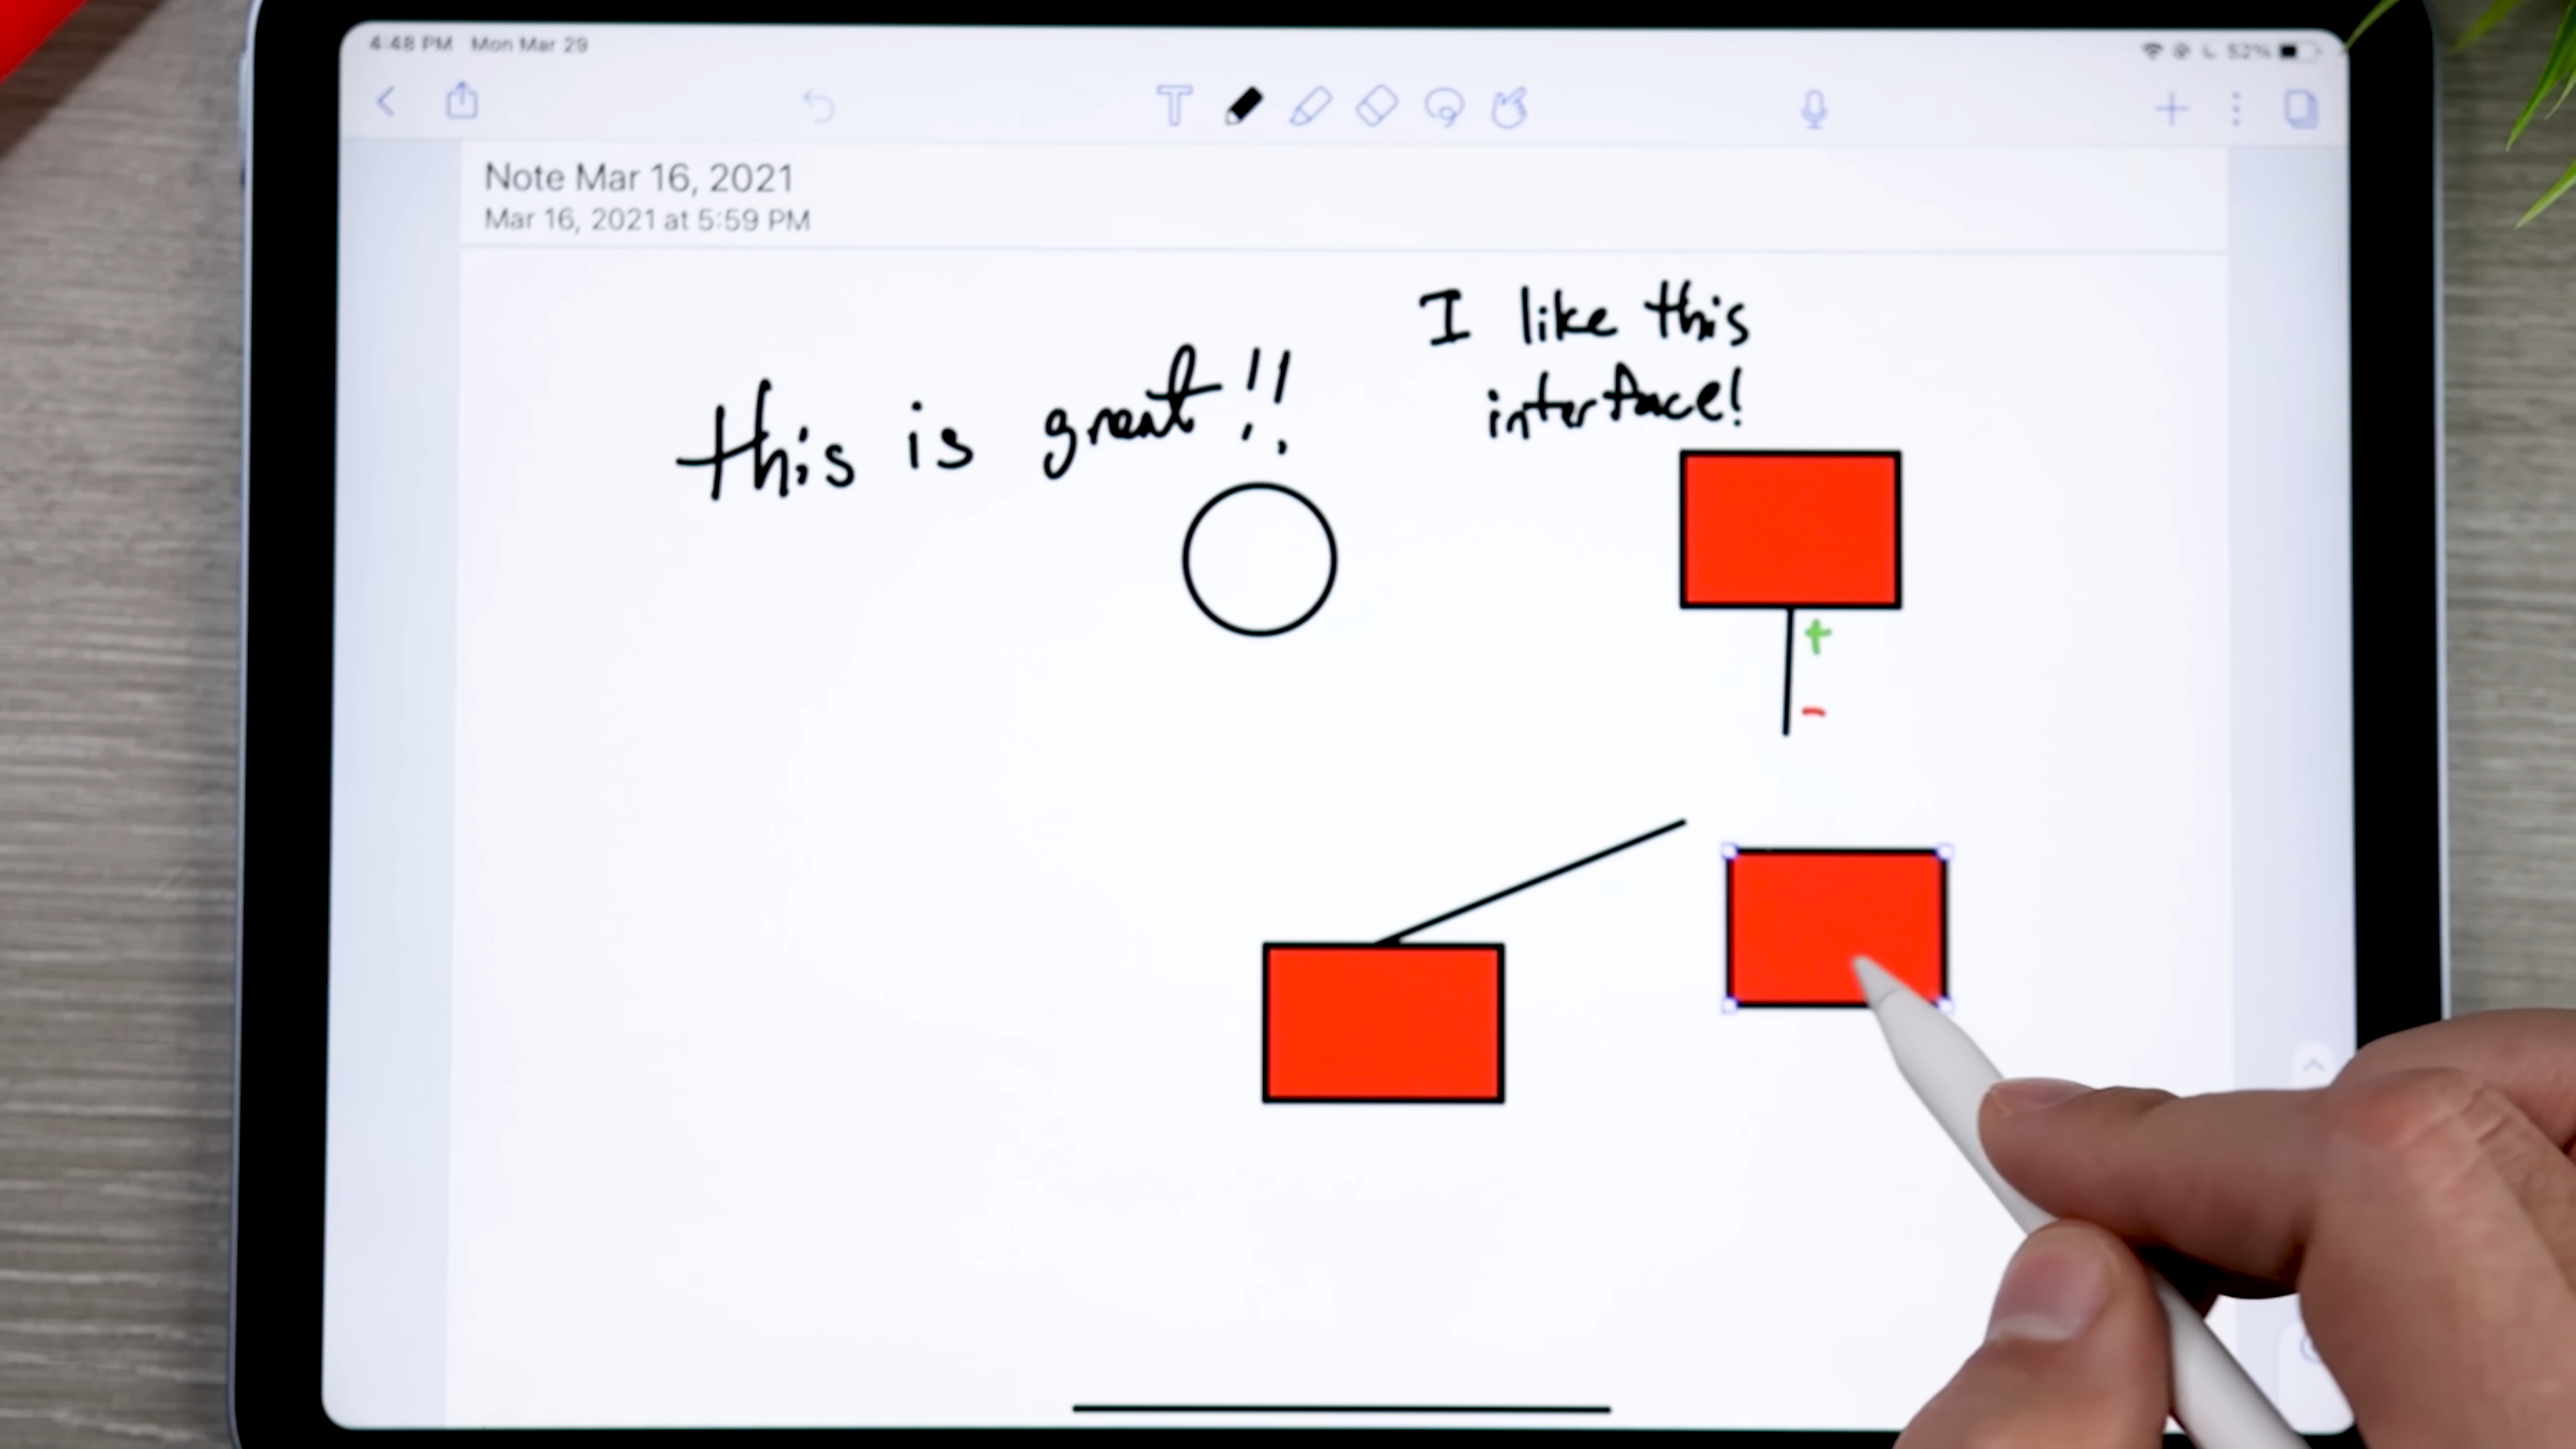 4:48 PM Mon Mar 29
52%
T
Note Mar 16, 2021
Mar 16, 2021 at 5:59 PM
this is great!!
I like this
interface!
+
-